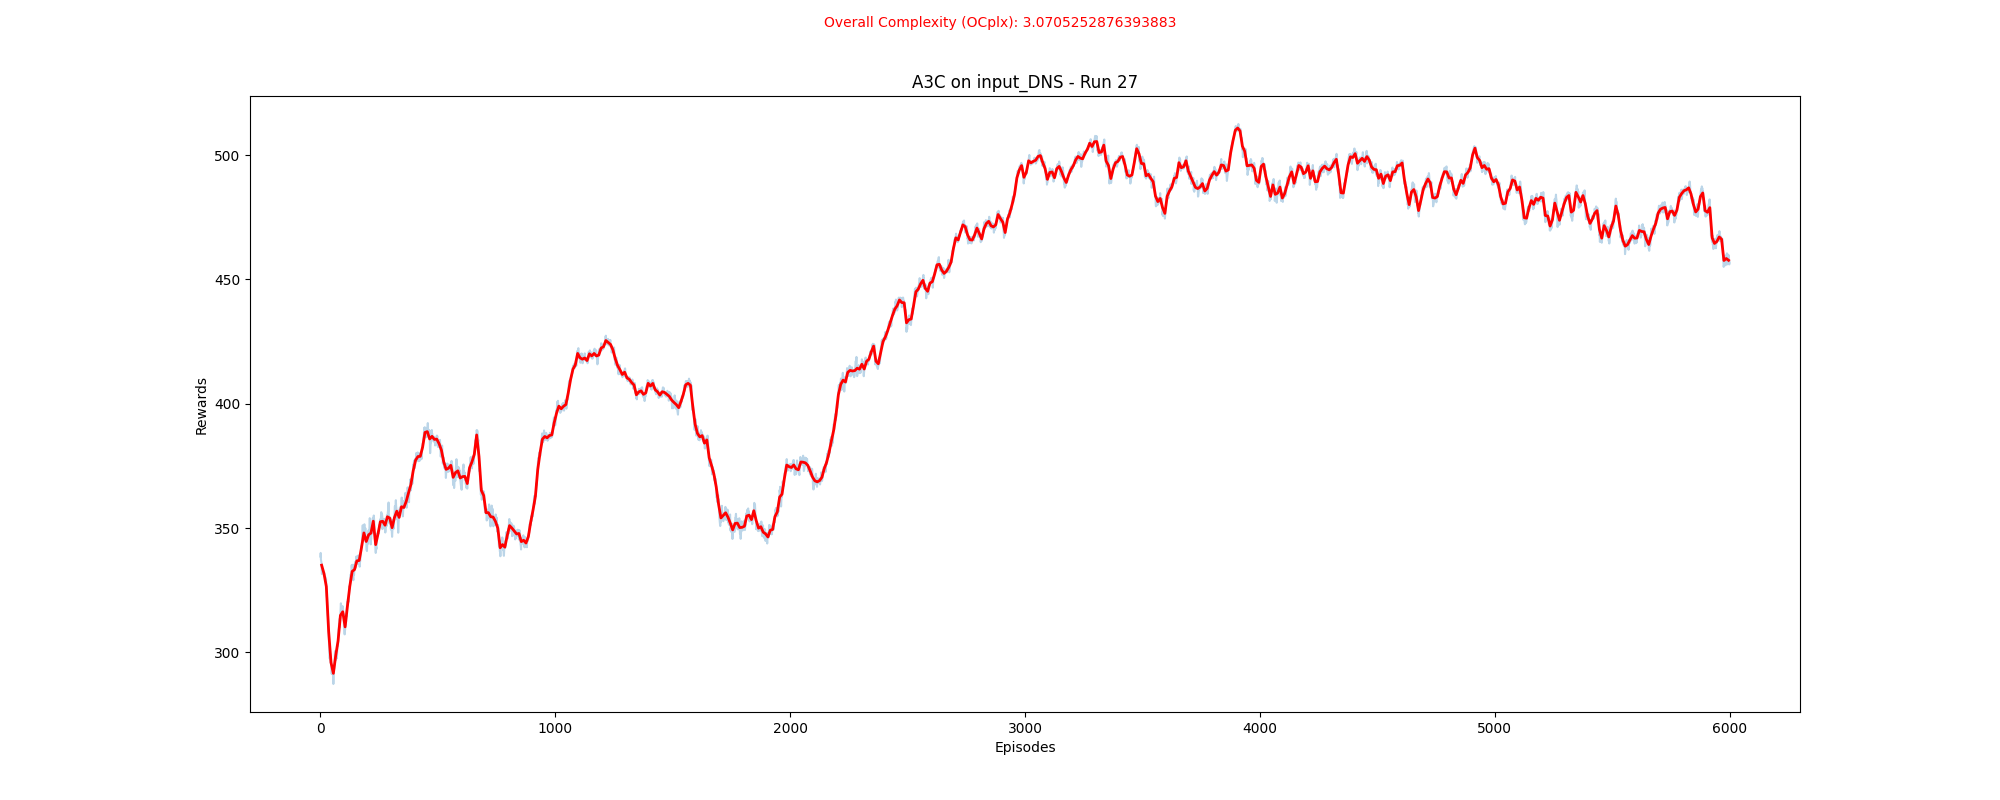 Overall Complexity (OCplx): 3.0705252876393883
A3C on input_DNS - Run 27
500
450
400
350
300
Rewards
0 1000 2000 3000 4000 5000 6000
Episodes